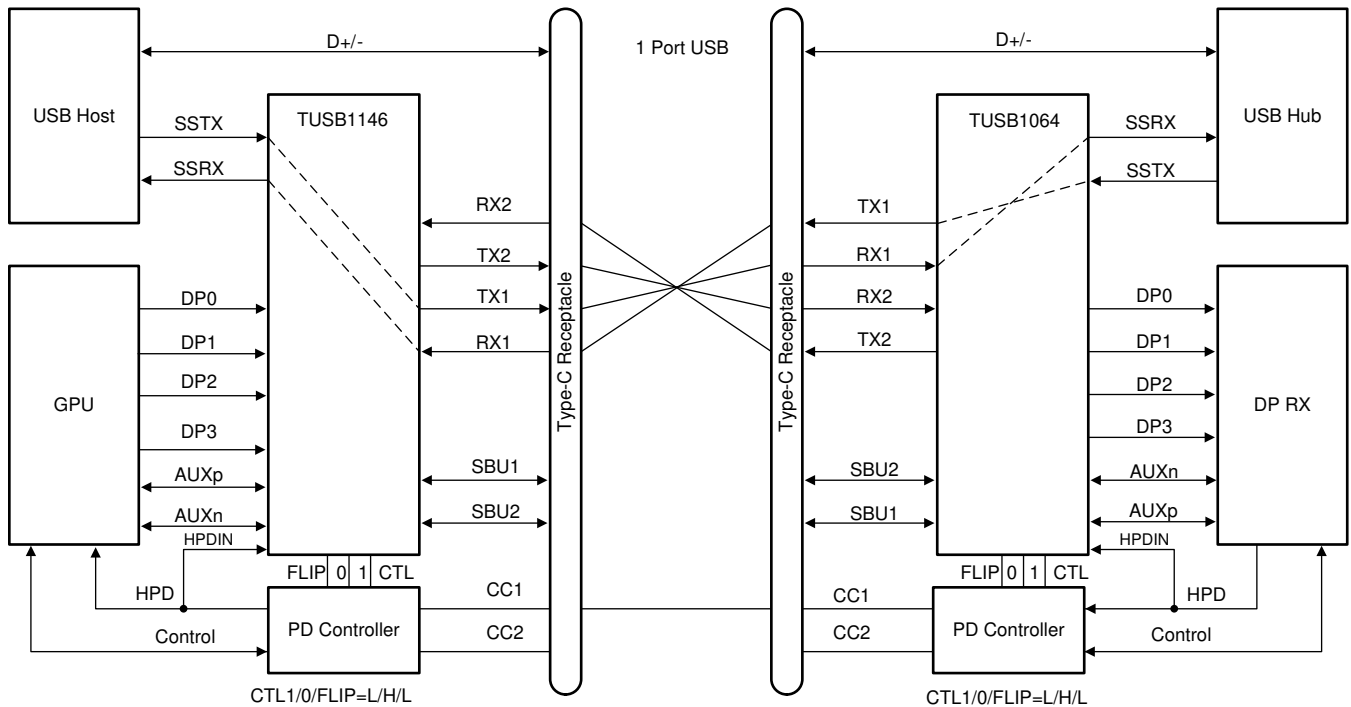 D+/-
1 Port USB
D+/-
USB Host
TUSB1146
TUSB1064
USB Hub
SSTX
SSRX
SSRX
SSTX
RX2
TX1
TX2
RX1
TX1
RX2
RX1
TX2
Type-C Receptacle
Type-C Receptacle
GPU
DP0
DP1
DP2
DP3
AUXp
AUXn
HPDIN
DP RX
DP0
DP1
DP2
DP3
AUXn
AUXp
HPDIN
SBU1
SBU2
SBU2
SBU1
FLIP 0 1 CTL
FLIP 0 1 CTL
HPD
CC1
CC1
HPD
Control
PD Controller
CC2
CC2
PD Controller
Control
CTL1/0/FLIP=L/H/L
CTL1/0/FLIP=L/H/L